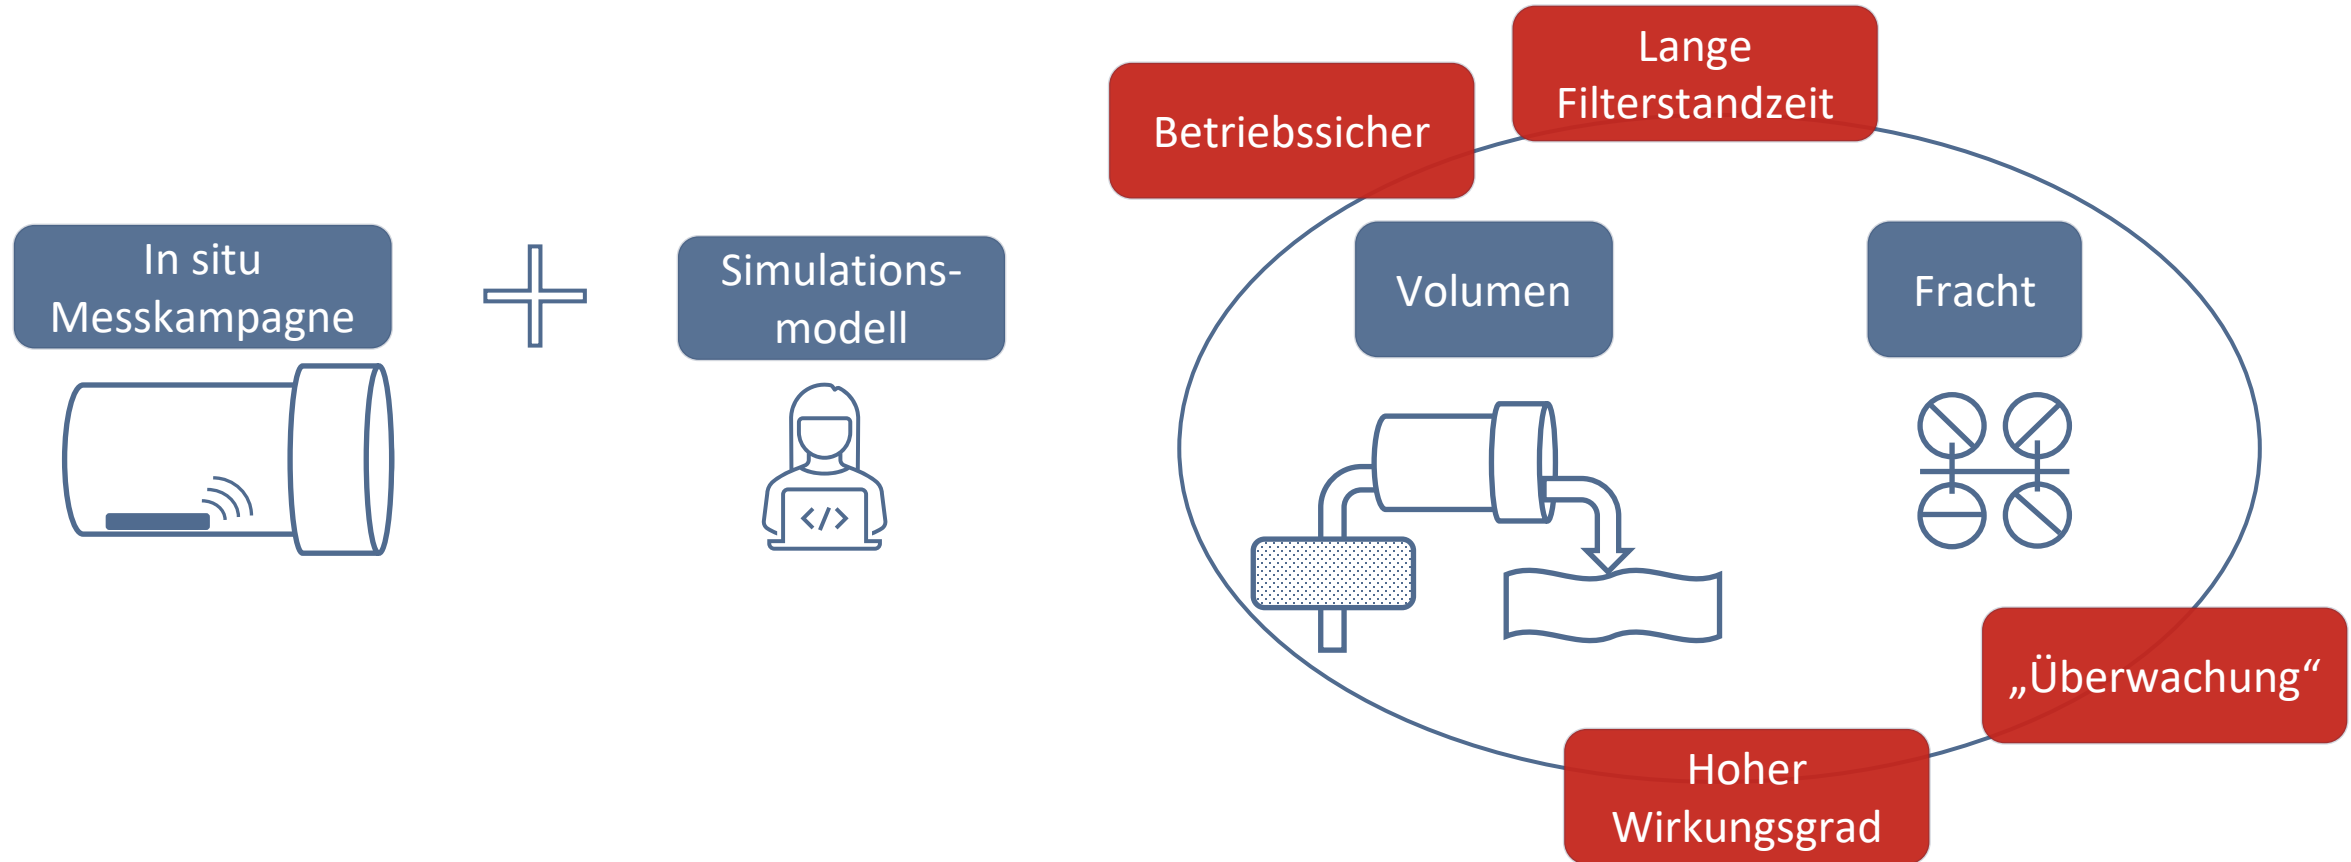 In situ
Messkampagne
Simulations-
modell
</>
Betriebssicher
Lange
Filterstandzeit
Volumen
Fracht
„Überwachung“
Hoher
Wirkungsgrad